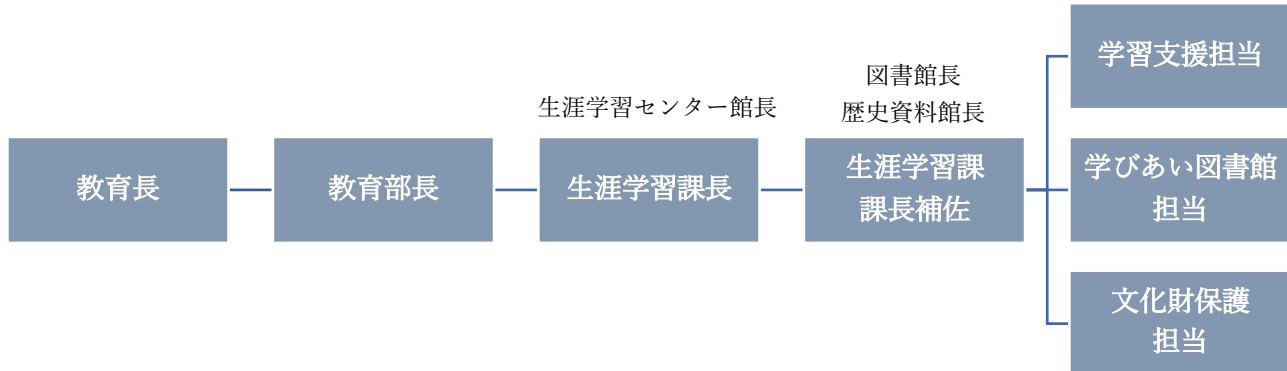 教育長
教育部長
生涯学習センター館長
生涯学習課長
図書館長
歴史資料館長
生涯学習課
課長補佐
学習支援担当
学びあい図書館
担当
文化財保護
担当